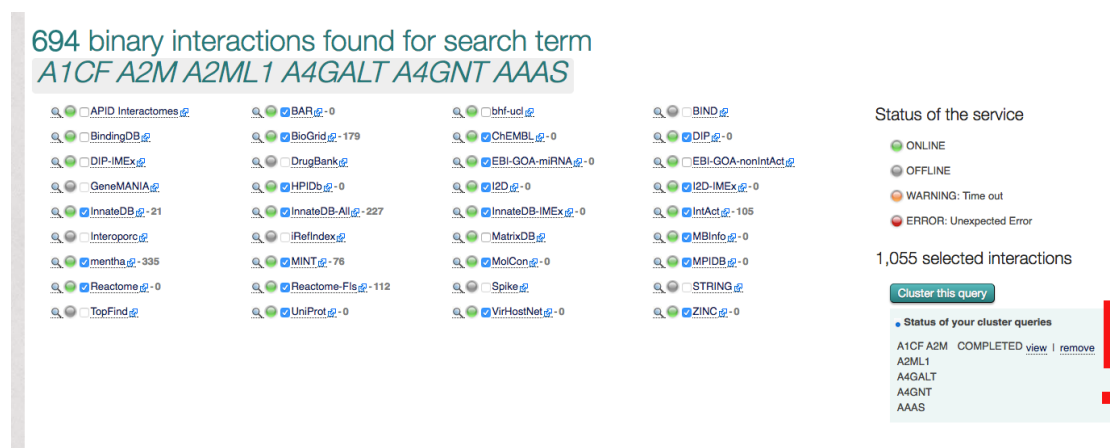 694 binary interactions found for search term
A1CF A2M A2ML1 A4GALT A4GNT AAAS
APID Interactomes BAR - 0 bhf-ucl BIND
BindingDB BioGrid - 179 ChEMBL - 0 DIP - 0
DIP-IMEx DrugBank EBI-GOA-miRNA - 0 EBI-GOA-nonIntAct
GeneMANIA HPIDb - 0 I2D - 0 I2D-IMEx - 0
InnateDB - 21 InnateDB-All - 227 InnateDB-IMEx - 0 IntAct - 105
Interoporc iRefIndex MatrixDB MBInfo - 0
mentha - 335 MINT - 76 MolCon - 0 MPIDB - 0
Reactome - 0 Reactome-FIs - 112 Spike STRING
TopFind UniProt - 0 VirHostNet - 0 ZINC - 0
Status of the service
ONLINE
OFFLINE
WARNING: Time out
ERROR: Unexpected Error
1,055 selected interactions
Cluster this query
Status of your cluster queries
A1CF A2M COMPLETED view | remove
A2ML1
A4GALT
A4GNT
AAAS